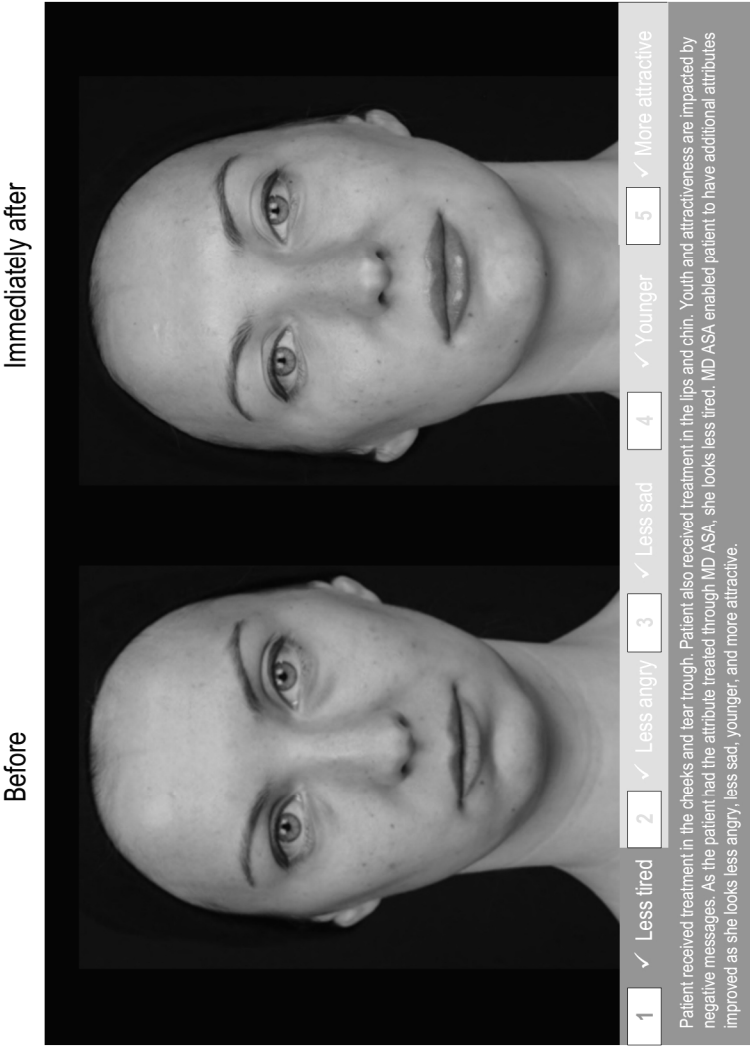 Before
Immediately after
1 ✓ Less tired
2 ✓ Less angry
3 ✓ Less sad
4 ✓ Younger
5 ✓ More attractive
Patient received treatment in the cheeks and tear trough. Patient also received treatment in the lips and chin. Youth and attractiveness are impacted by
negative messages. As the patient had the attribute treated through MD ASA, she looks less tired. MD ASA enabled patient to have additional attributes
improved as she looks less angry, less sad, younger, and more attractive.